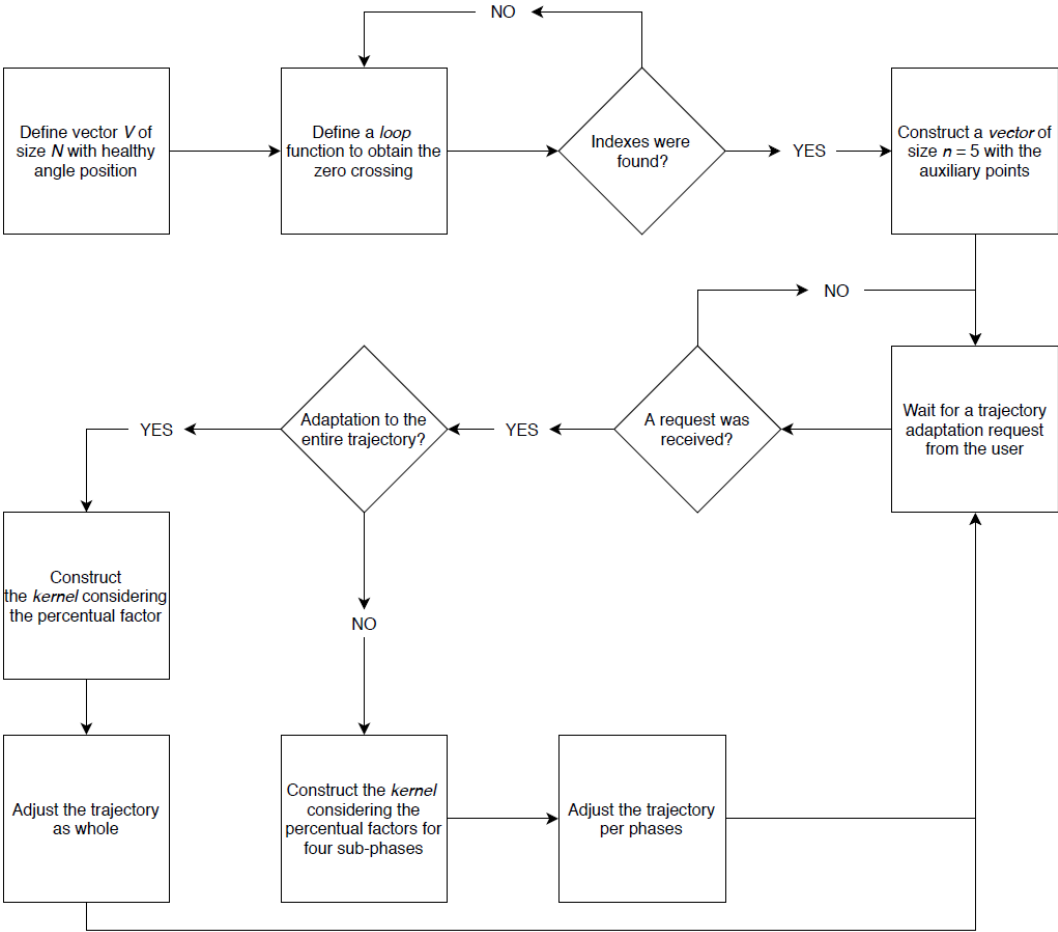 NO
Define vector V of
size N with healthy
angle position
Define a loop
function to obtain the
zero crossing
Indexes were
found?
YES
Construct a vector of
size n = 5 with the
auxiliary points
NO
Wait for a trajectory
adaptation request
from the user
A request was
received?
YES
Adaptation to the
entire trajectory?
YES
Construct
the kernel considering
the percentual factor
NO
Adjust the trajectory
as whole
Construct the kernel
considering the
percentual factors for
four sub-phases
Adjust the trajectory
per phases